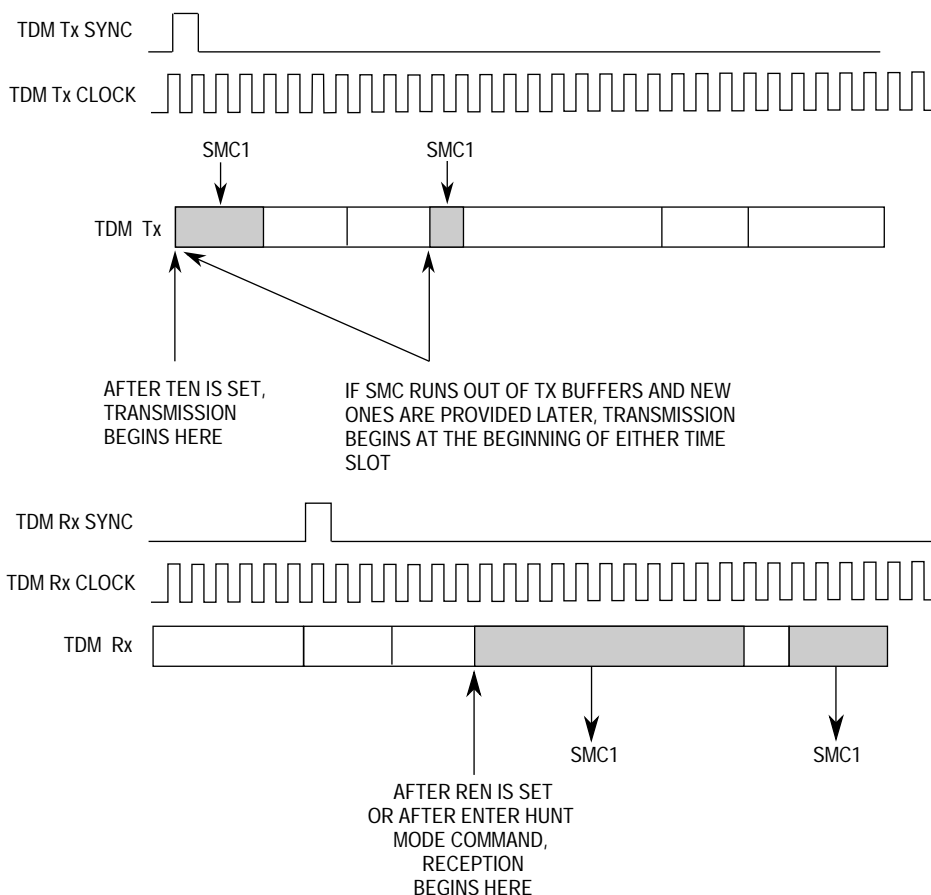 TDM Tx SYNC
TDM Tx CLOCK
SMC1 SMC1
TDM Tx
AFTER TEN IS SET,
TRANSMISSION
BEGINS HERE
IF SMC RUNS OUT OF TX BUFFERS AND NEW
ONES ARE PROVIDED LATER, TRANSMISSION
BEGINS AT THE BEGINNING OF EITHER TIME
SLOT
TDM Rx SYNC
TDM Rx CLOCK
TDM Rx
SMC1 SMC1
AFTER REN IS SET
OR AFTER ENTER HUNT
MODE COMMAND,
RECEPTION
BEGINS HERE